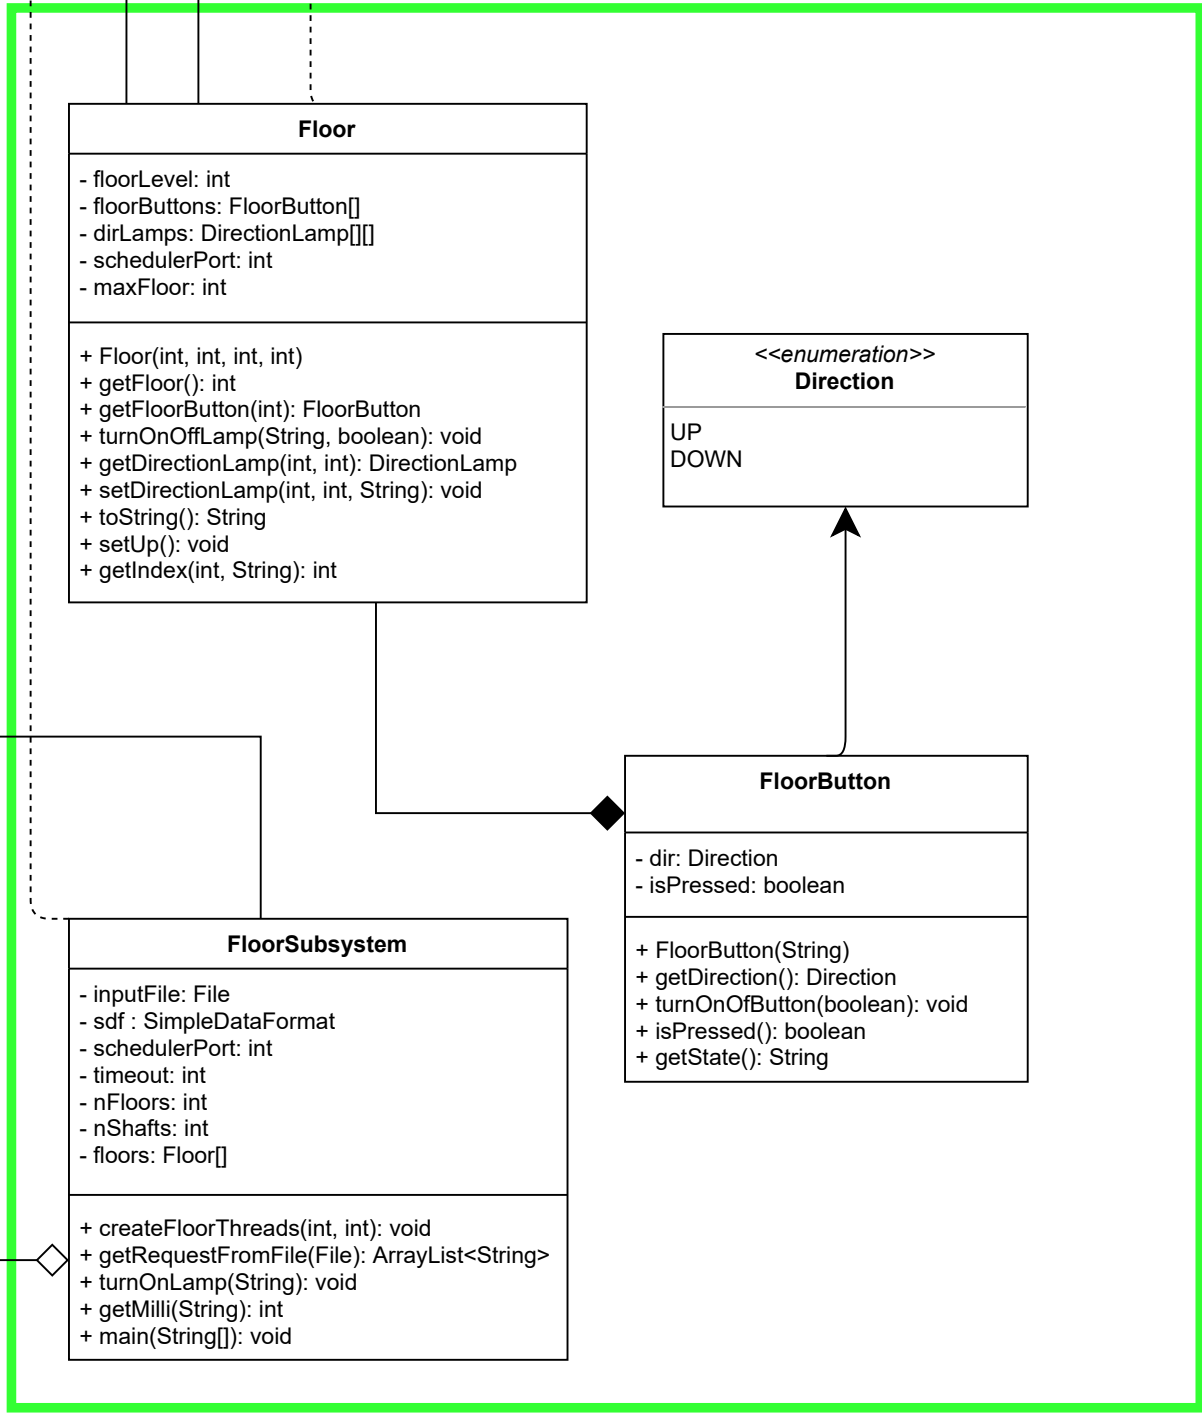 Floor
- floorLevel: int
- floorButtons: FloorButton[]
- dirLamps: DirectionLamp[][]
- schedulerPort: int
- maxFloor: int
+ Floor(int, int, int, int)
+ getFloor(): int
+ getFloorButton(int): FloorButton
+ turnOnOffLamp(String, boolean): void
+ getDirectionLamp(int, int): DirectionLamp
+ setDirectionLamp(int, int, String): void
+ toString(): String
+ setUp(): void
+ getIndex(int, String): int
<<enumeration>>
Direction
UP
DOWN
FloorButton
- dir: Direction
- isPressed: boolean
+ FloorButton(String)
+ getDirection(): Direction
+ turnOnOfButton(boolean): void
+ isPressed(): boolean
+ getState(): String
FloorSubsystem
- inputFile: File
- sdf : SimpleDataFormat
- schedulerPort: int
- timeout: int
- nFloors: int
- nShafts: int
- floors: Floor[]
+ createFloorThreads(int, int): void
+ getRequestFromFile(File): ArrayList<String>
+ turnOnLamp(String): void
+ getMilli(String): int
+ main(String[]): void